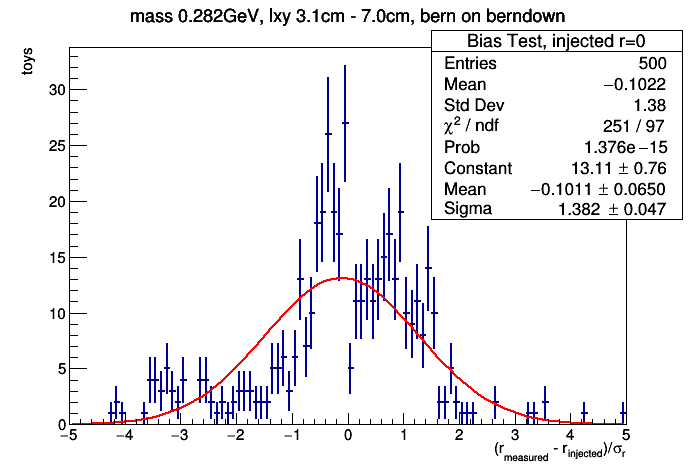 mass 0.282GeV, lxy 3.1cm - 7.0cm, bern on berndown
Bias Test, injected r=0
Entries 500
Mean −0.1022
Std Dev 1.38
χ² / ndf 251 / 97
Prob 1.376e−15
Constant 13.11 ± 0.76
Mean −0.1011 ± 0.0650
Sigma 1.382 ± 0.047
toys
30
25
20
15
10
5
0
−5 −4 −3 −2 −1 0 1 2 3 4 5
(r_measured - r_injected)/σ_r